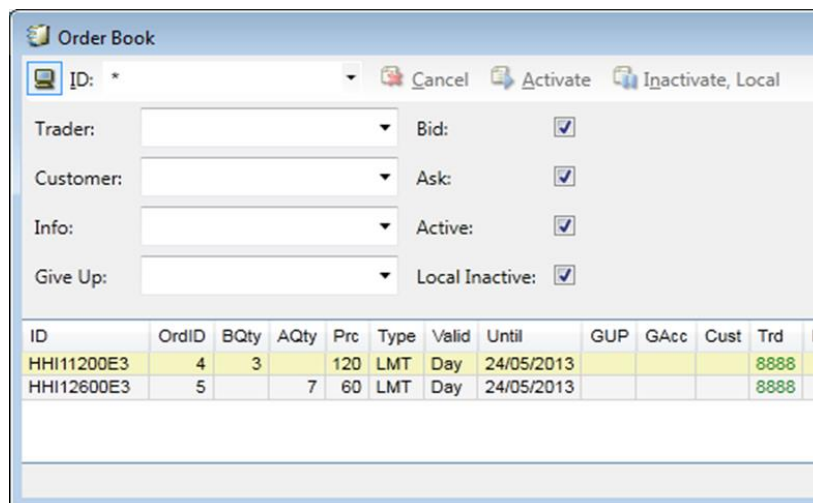 Order Book
ID: * Cancel Activate Inactivate, Local
Trader: Bid:
Customer: Ask:
Info: Active:
Give Up: Local Inactive:
ID OrdID BQty AQty Prc Type Valid Until GUP GAcc Cust Trd
HHI11200E3 4 3 120 LMT Day 24/05/2013 8888
HHI12600E3 5 7 60 LMT Day 24/05/2013 8888